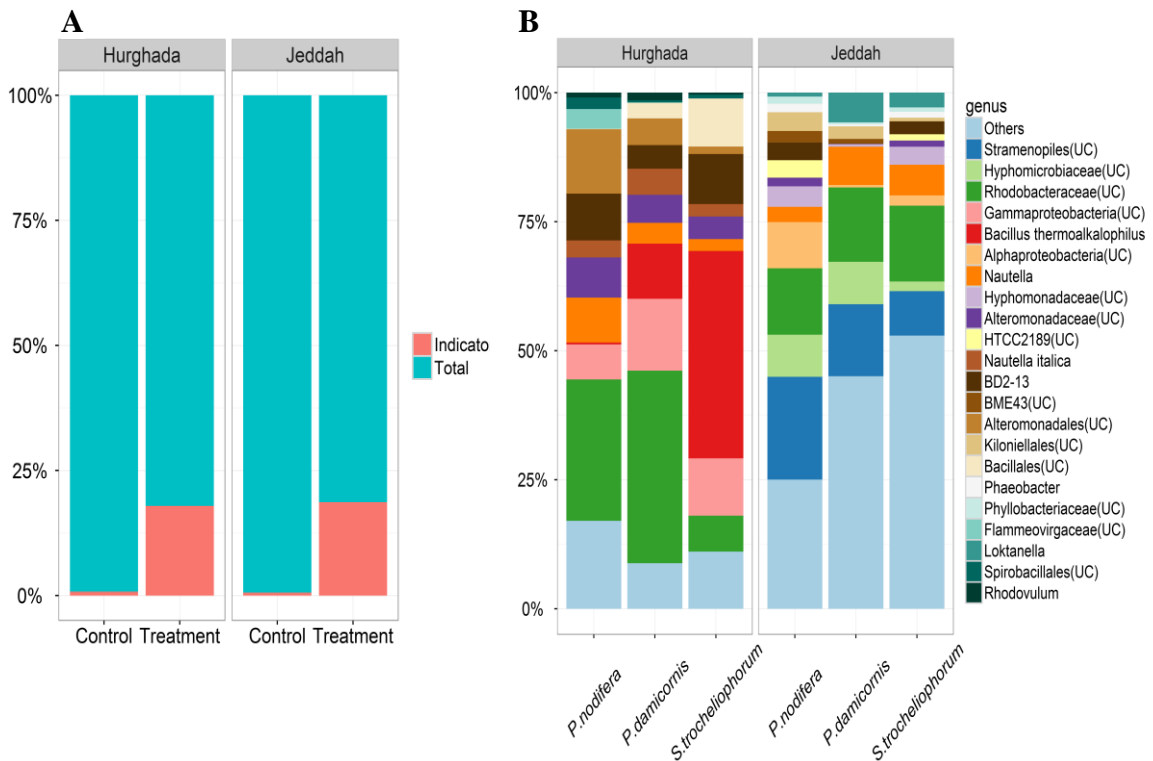 A
Hurghada
Jeddah
100%
75%
50%
25%
0%
Control
Treatment
Control
Treatment
Indicato
Total
B
Hurghada
Jeddah
100%
75%
50%
25%
0%
P.nodifera
P.damicornis
S.trocheliophorum
P.nodifera
P.damicornis
S.trocheliophorum
genus
Others
Stramenopiles(UC)
Hyphomicrobiaceae(UC)
Rhodobacteraceae(UC)
Gammaproteobacteria(UC)
Bacillus thermoalkalophilus
Alphaproteobacteria(UC)
Nautella
Hyphomonadaceae(UC)
Alteromonadaceae(UC)
HTCC2189(UC)
Nautella italica
BD2-13
BME43(UC)
Alteromonadales(UC)
Kiloniellales(UC)
Bacillales(UC)
Phaeobacter
Phyllobacteriaceae(UC)
Flammeovirgaceae(UC)
Loktanella
Spirobacillales(UC)
Rhodovulum